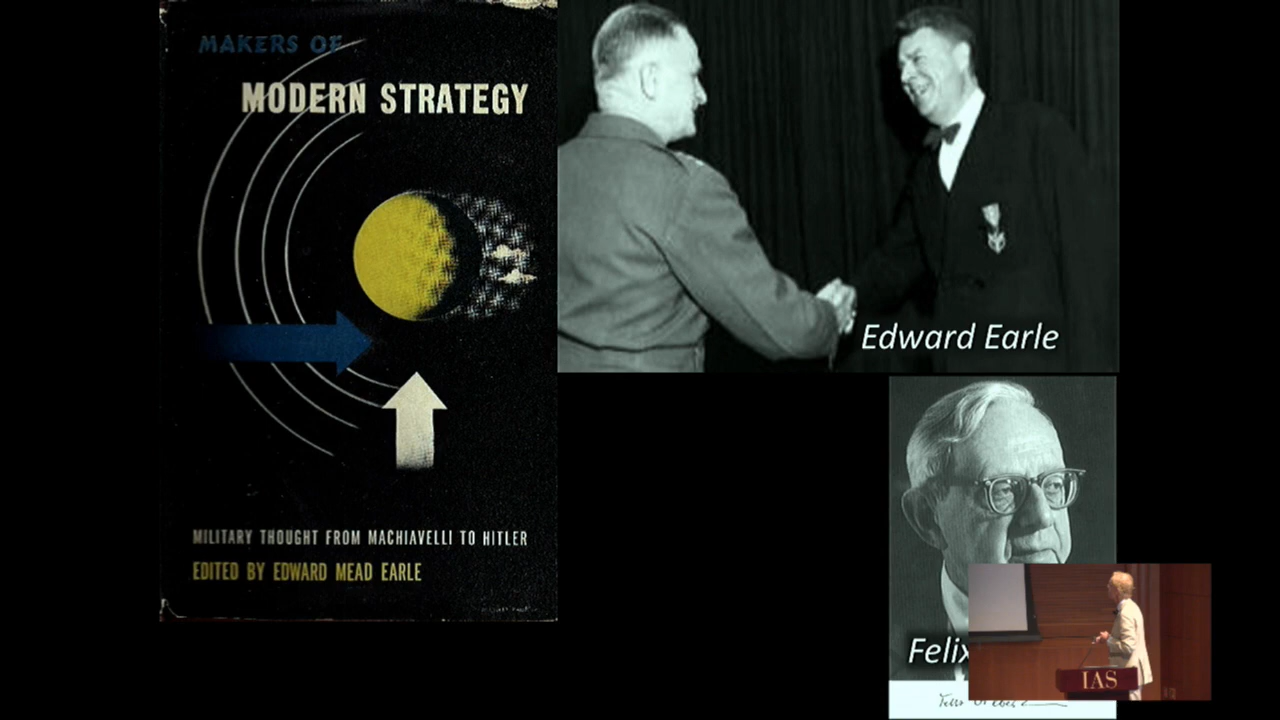 MAKERS OF
MODERN STRATEGY
MILITARY THOUGHT FROM MACHIAVELLI TO HITLER
EDITED BY EDWARD MEAD EARLE
Edward Earle
Felix
IAS